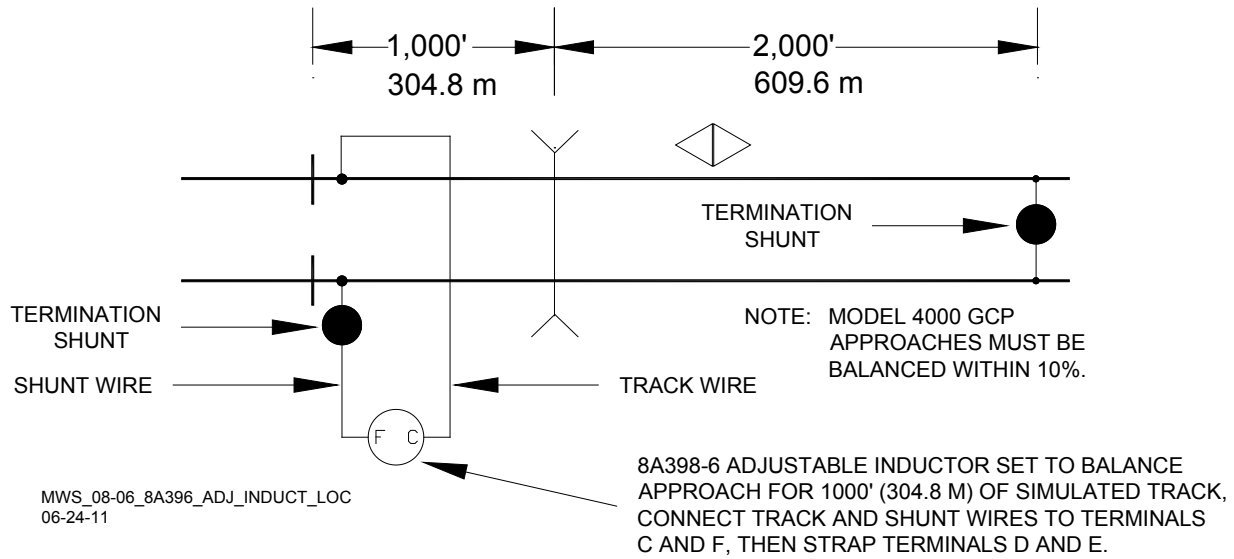 1,000'
304.8 m
2,000'
609.6 m
TERMINATION
SHUNT
TERMINATION
SHUNT
NOTE: MODEL 4000 GCP
APPROACHES MUST BE
BALANCED WITHIN 10%.
SHUNT WIRE
TRACK WIRE
F C
8A398-6 ADJUSTABLE INDUCTOR SET TO BALANCE
APPROACH FOR 1000' (304.8 M) OF SIMULATED TRACK,
CONNECT TRACK AND SHUNT WIRES TO TERMINALS
C AND F, THEN STRAP TERMINALS D AND E.
MWS_08-06_8A396_ADJ_INDUCT_LOC
06-24-11